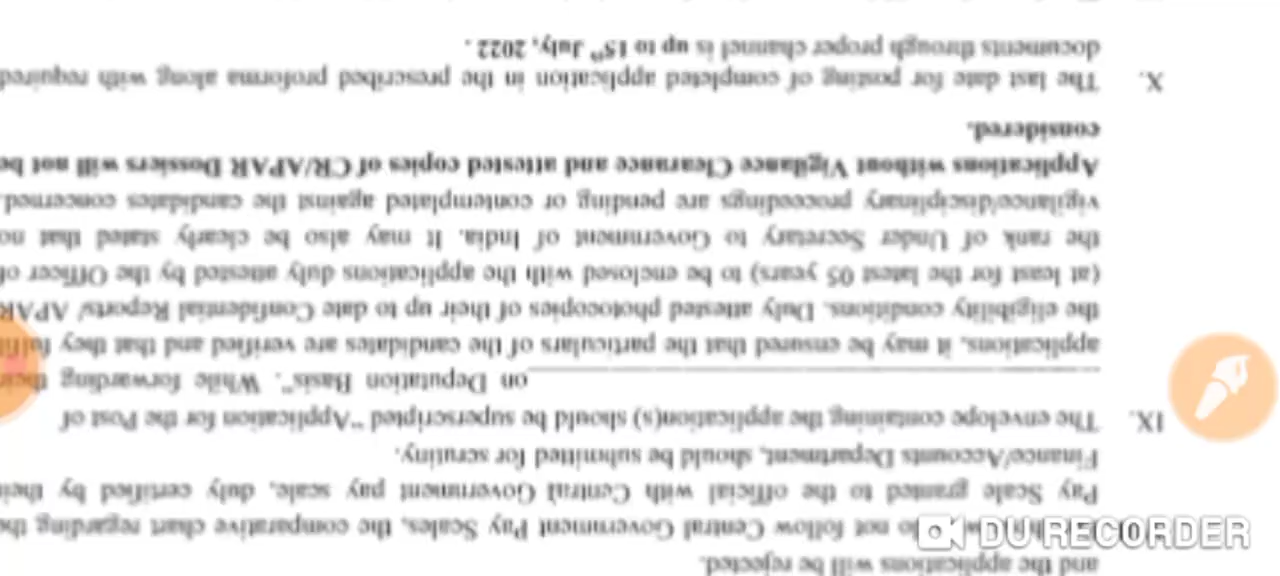 and the applications will be rejected.
do not follow Central Government Pay Scales, the comparative chart regarding the
Pay Scale granted to the official with Central Government pay scale, duly certified by their
Finance/Accounts Department, should be submitted for scrutiny.
IX. The envelope containing the application(s) should be superscripted "Application for the Post of
on Deputation Basis". While forwarding their
applications, it may be ensured that the particulars of the candidates are verified and that they fulfil
the eligibility conditions. Duly attested photocopies of their up to date Confidential Reports/ APAR
(at least for the latest 05 years) to be enclosed with the applications duly attested by the Officer of
the rank of Under Secretary to Government of India. It may also be clearly stated that no
vigilance/disciplinary proceedings are pending or contemplated against the candidates concerned.
Applications without Vigilance Clearance and attested copies of CR/APAR Dossiers will not be
considered.
X. The last date for posting of completed application in the prescribed proforma along with required
documents through proper channel is up to 15th July, 2022 .
DU RECORDER